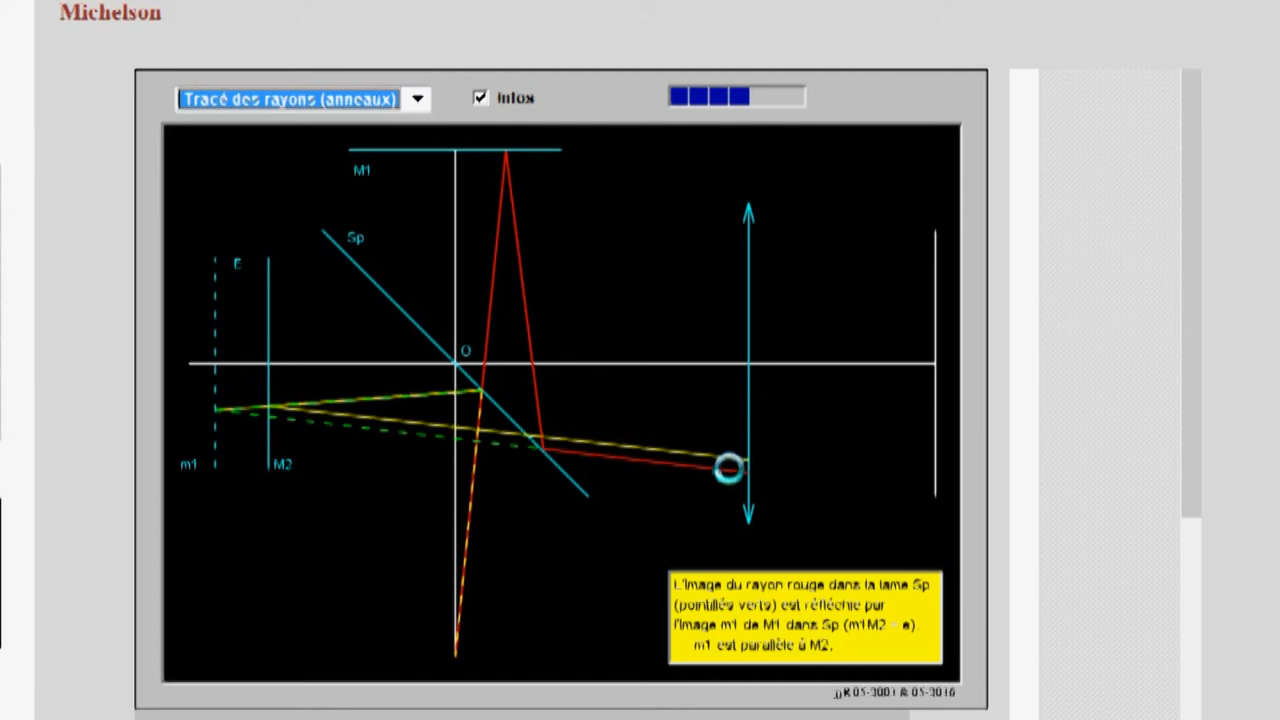 Michelson
Tracé des rayons (anneaux)
Infos
M1
Sp
E
O
m1
M2
L'image du rayon rouge dans la lame Sp
(pointillés verts) est réfléchie par
l'image m1 de M1 dans Sp (m1M2 = e).
m1 est parallèle à M2.